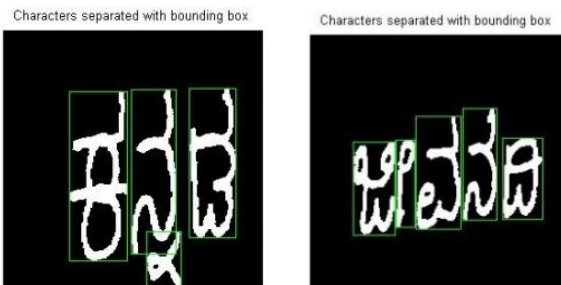 Characters separated with bounding box
ಕನ್ನಡ
Characters separated with bounding box
ಜೀವನದಿ